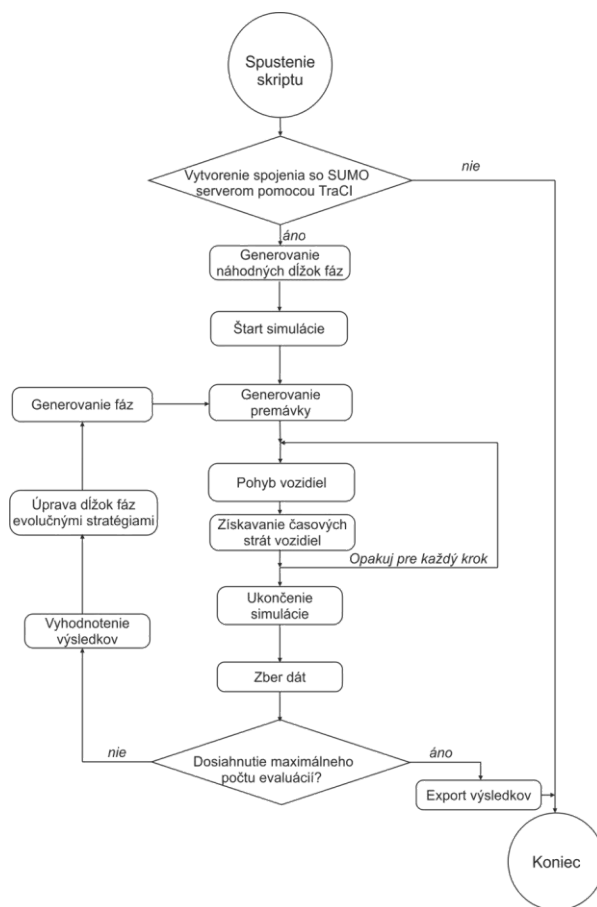 Spustenie
skriptu
Vytvorenie spojenia so SUMO
serverom pomocou TraCI
nie
áno
Generovanie
náhodných dĺžok fáz
Štart simulácie
Generovanie fáz
Generovanie
premávky
Pohyb vozidiel
Úprava dĺžok fáz
evolučnými stratégiami
Získavanie časových
strát vozidiel
Opakuj pre každý krok
Ukončenie
simulácie
Vyhodnotenie
výsledkov
Zber dát
nie
áno
Dosiahnutie maximálneho
počtu evaluácií?
Export výsledkov
Koniec